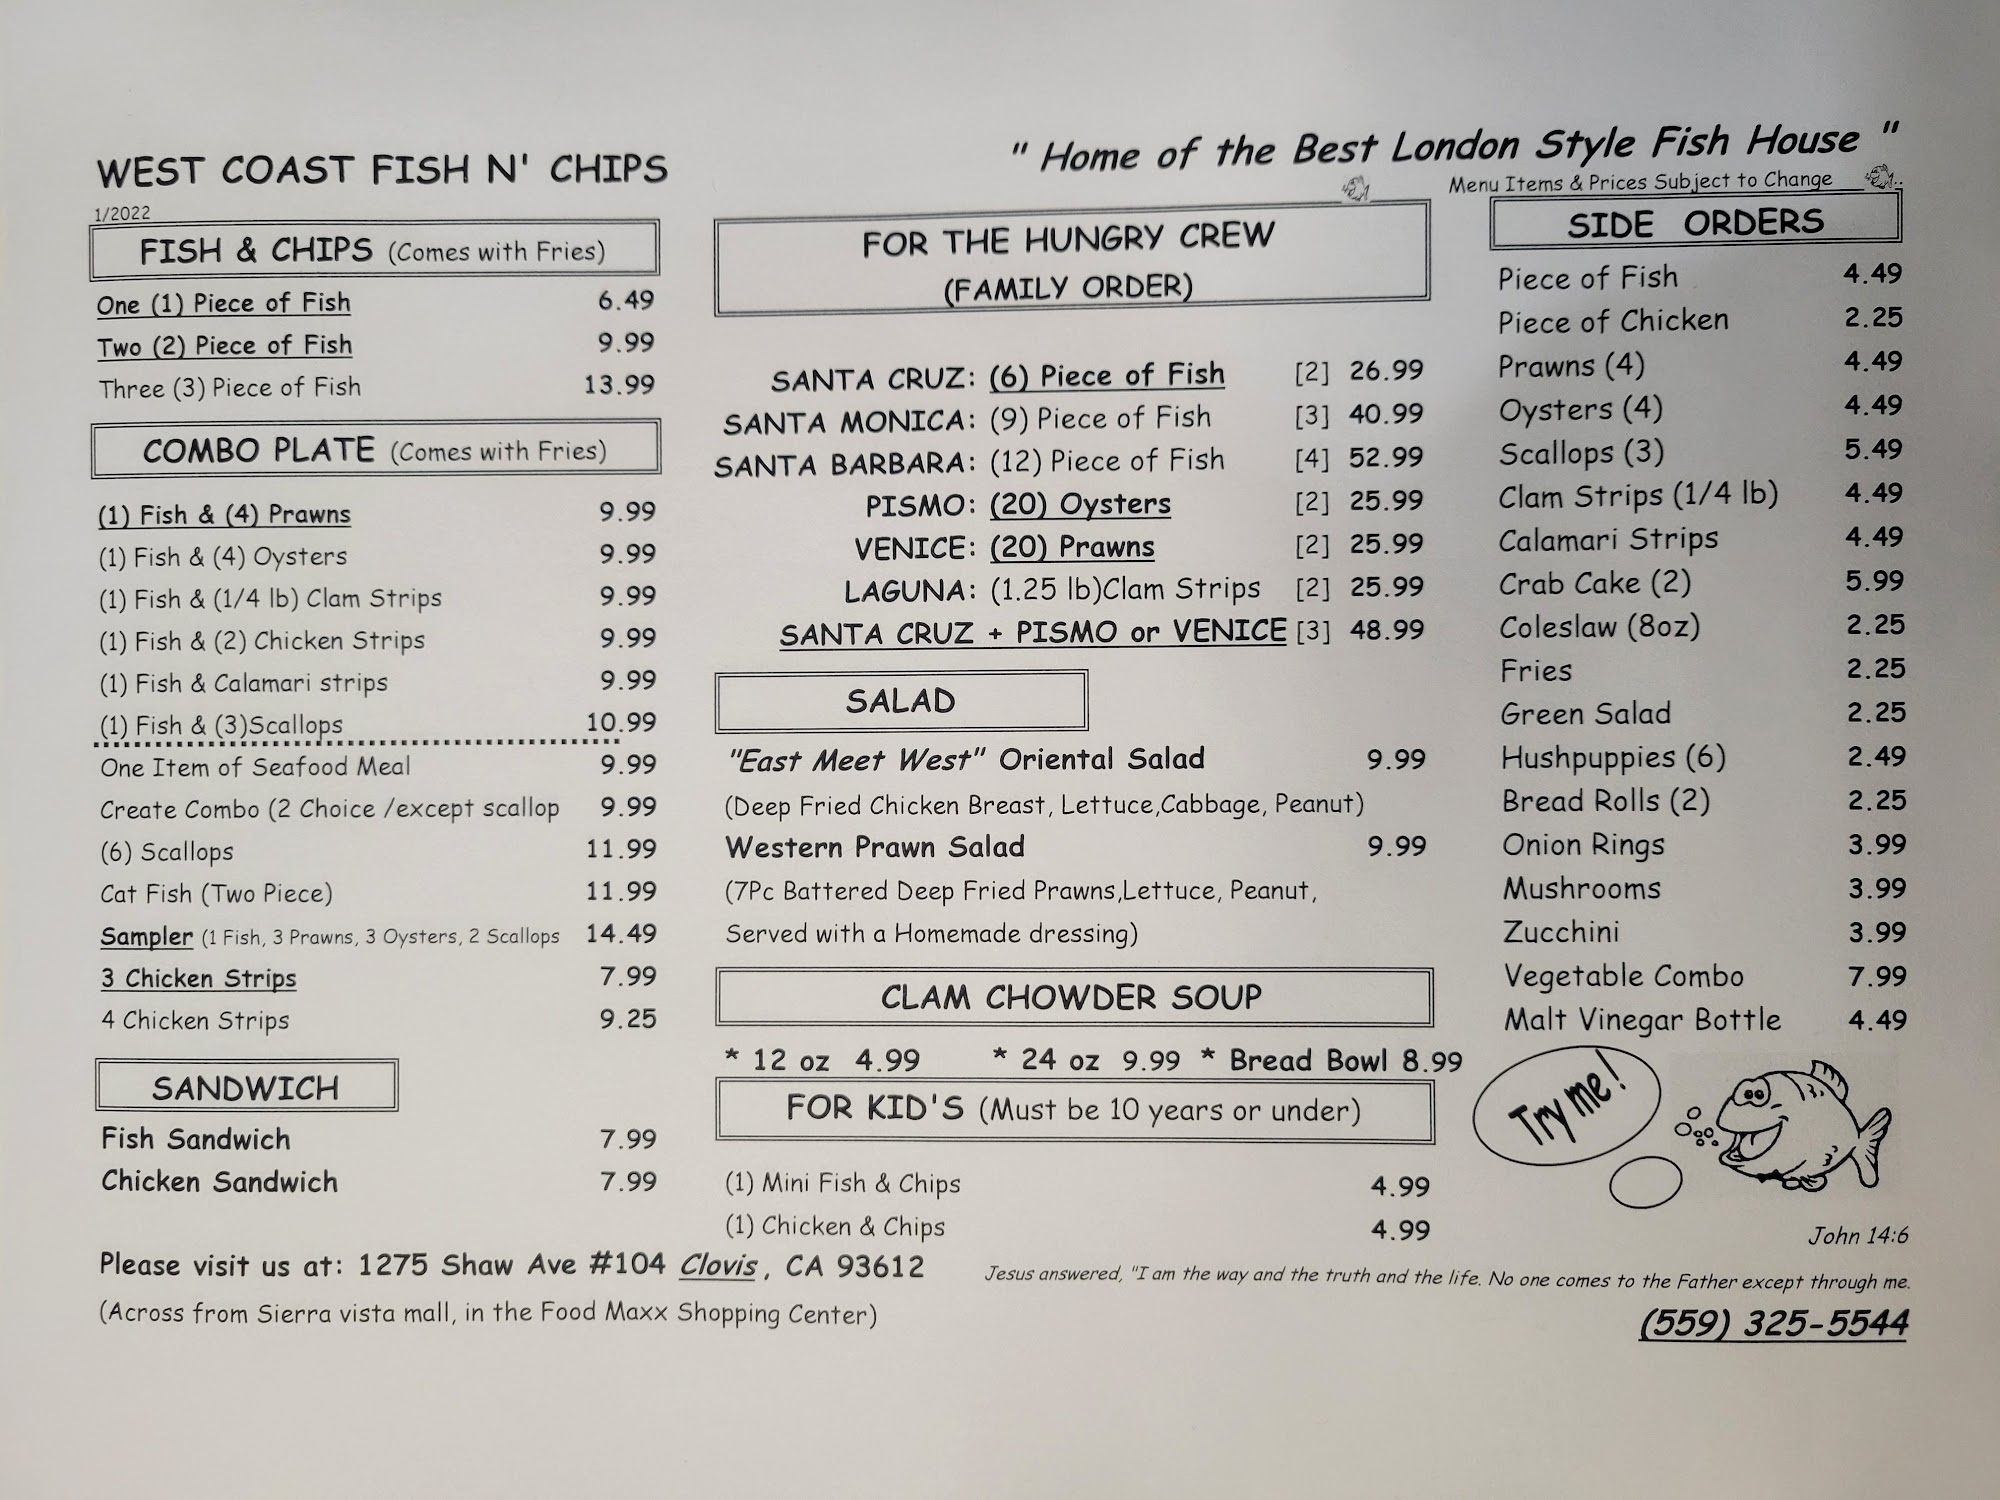 WEST COAST FISH N' CHIPS
" Home of the Best London Style Fish House "
Menu Items & Prices Subject to Change
1/2022
FISH & CHIPS (Comes with Fries)
One (1) Piece of Fish 6.49
Two (2) Piece of Fish 9.99
Three (3) Piece of Fish 13.99
COMBO PLATE (Comes with Fries)
(1) Fish & (4) Prawns 9.99
(1) Fish & (4) Oysters 9.99
(1) Fish & (1/4 lb) Clam Strips 9.99
(1) Fish & (2) Chicken Strips 9.99
(1) Fish & Calamari strips 9.99
(1) Fish & (3)Scallops 10.99
One Item of Seafood Meal 9.99
Create Combo (2 Choice /except scallop 9.99
(6) Scallops 11.99
Cat Fish (Two Piece) 11.99
Sampler (1 Fish, 3 Prawns, 3 Oysters, 2 Scallops 14.49
3 Chicken Strips 7.99
4 Chicken Strips 9.25
SANDWICH
Fish Sandwich 7.99
Chicken Sandwich 7.99
FOR THE HUNGRY CREW
(FAMILY ORDER)
SANTA CRUZ: (6) Piece of Fish [2] 26.99
SANTA MONICA: (9) Piece of Fish [3] 40.99
SANTA BARBARA: (12) Piece of Fish [4] 52.99
PISMO: (20) Oysters [2] 25.99
VENICE: (20) Prawns [2] 25.99
LAGUNA: (1.25 lb)Clam Strips [2] 25.99
SANTA CRUZ + PISMO or VENICE [3] 48.99
SALAD
"East Meet West" Oriental Salad 9.99
(Deep Fried Chicken Breast, Lettuce,Cabbage, Peanut)
Western Prawn Salad 9.99
(7Pc Battered Deep Fried Prawns,Lettuce, Peanut,
Served with a Homemade dressing)
CLAM CHOWDER SOUP
* 12 oz 4.99 * 24 oz 9.99 * Bread Bowl 8.99
FOR KID'S (Must be 10 years or under)
(1) Mini Fish & Chips 4.99
(1) Chicken & Chips 4.99
SIDE ORDERS
Piece of Fish 4.49
Piece of Chicken 2.25
Prawns (4) 4.49
Oysters (4) 4.49
Scallops (3) 5.49
Clam Strips (1/4 lb) 4.49
Calamari Strips 4.49
Crab Cake (2) 5.99
Coleslaw (8oz) 2.25
Fries 2.25
Green Salad 2.25
Hushpuppies (6) 2.49
Bread Rolls (2) 2.25
Onion Rings 3.99
Mushrooms 3.99
Zucchini 3.99
Vegetable Combo 7.99
Malt Vinegar Bottle 4.49
Try me!
John 14:6
Please visit us at: 1275 Shaw Ave #104 Clovis, CA 93612
(Across from Sierra vista mall, in the Food Maxx Shopping Center)
Jesus answered, "I am the way and the truth and the life. No one comes to the Father except through me.
(559) 325-5544